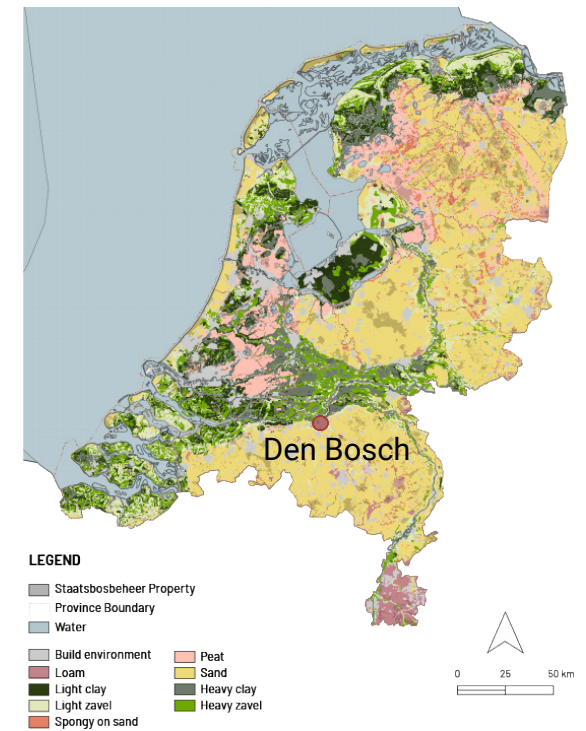 Den Bosch
LEGEND
Staatsbosbeheer Property
Province Boundary
Water
Build environment
Loam
Light clay
Light zavel
Spongy on sand
Peat
Sand
Heavy clay
Heavy zavel
0 25 50 km